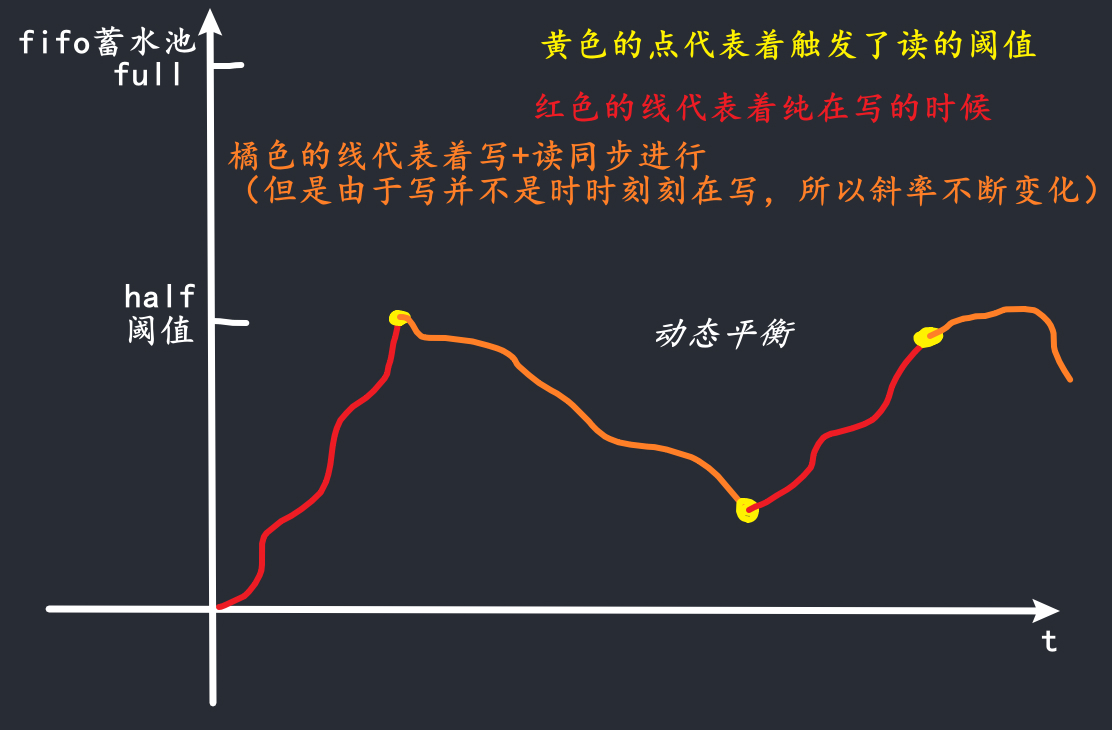 fifo蓄水池
full
黄色的点代表着触发了读的阈值
红色的线代表着纯在写的时候
橘色的线代表着写+读同步进行
（但是由于写并不是时时刻刻在写，所以斜率不断变化）
half
阈值
动态平衡
t